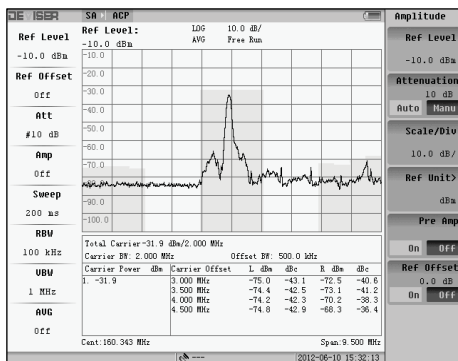 DEVISER
SA ACP
Amplitude
Ref Level
-10.0 dBm
Ref Offset
Off
Att
#10 dB
Amp
Off
Sweep
200 ms
RBW
100 kHz
VBW
1 MHz
AVG
Off
Ref Level:
-10.0 dBm
LOG 10.0 dB/
AVG Free Run
-10.0
-20.0
-30.0
-40.0
-50.0
-60.0
-70.0
-80.0
-90.0
-100.0
Total Carrier-31.9 dBm/2.000 MHz
Carrier BW: 2.000 MHz Offset BW: 500.0 kHz
Carrier Power dBm Carrier Offset L dBm dBc R dBm dBc
1. -31.9 3.000 MHz -75.0 -43.1 -72.5 -40.6
3.500 MHz -74.4 -42.5 -73.1 -41.2
4.000 MHz -74.2 -42.3 -70.2 -38.3
4.500 MHz -74.8 -42.9 -68.3 -36.4
Cent:160.343 MHz Span:9.500 MHz
--- 2012-06-10 15:32:13
Ref Level
-10.0 dBm
Attenuation
10 dB
Auto Manu
Scale/Div
10.0 dB/
Ref Unit>
dBm
Pre Amp
On Off
Ref Offset
0.0 dB
On Off